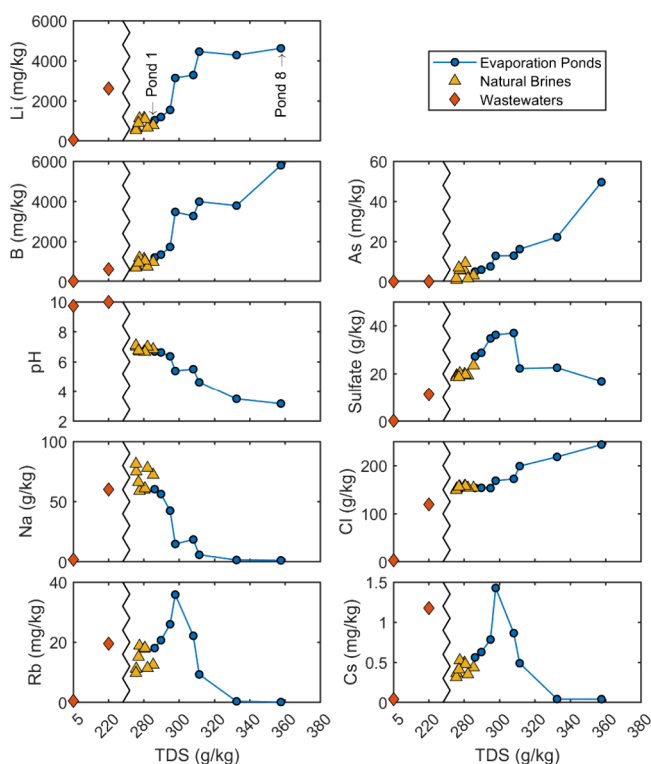 6000
4000
2000
0
Li (mg/kg)
Pond 1
Pond 8
Evaporation Ponds
Natural Brines
Wastewaters
6000
4000
2000
0
B (mg/kg)
60
40
20
0
As (mg/kg)
10
8
6
4
2
pH
40
20
0
Sulfate (g/kg)
100
50
0
Na (g/kg)
200
100
0
Cl (g/kg)
40
20
0
Rb (mg/kg)
1.5
1
0.5
0
Cs (mg/kg)
5 220 280 300 320 340 360 380
TDS (g/kg)
5 220 280 300 320 340 360 380
TDS (g/kg)